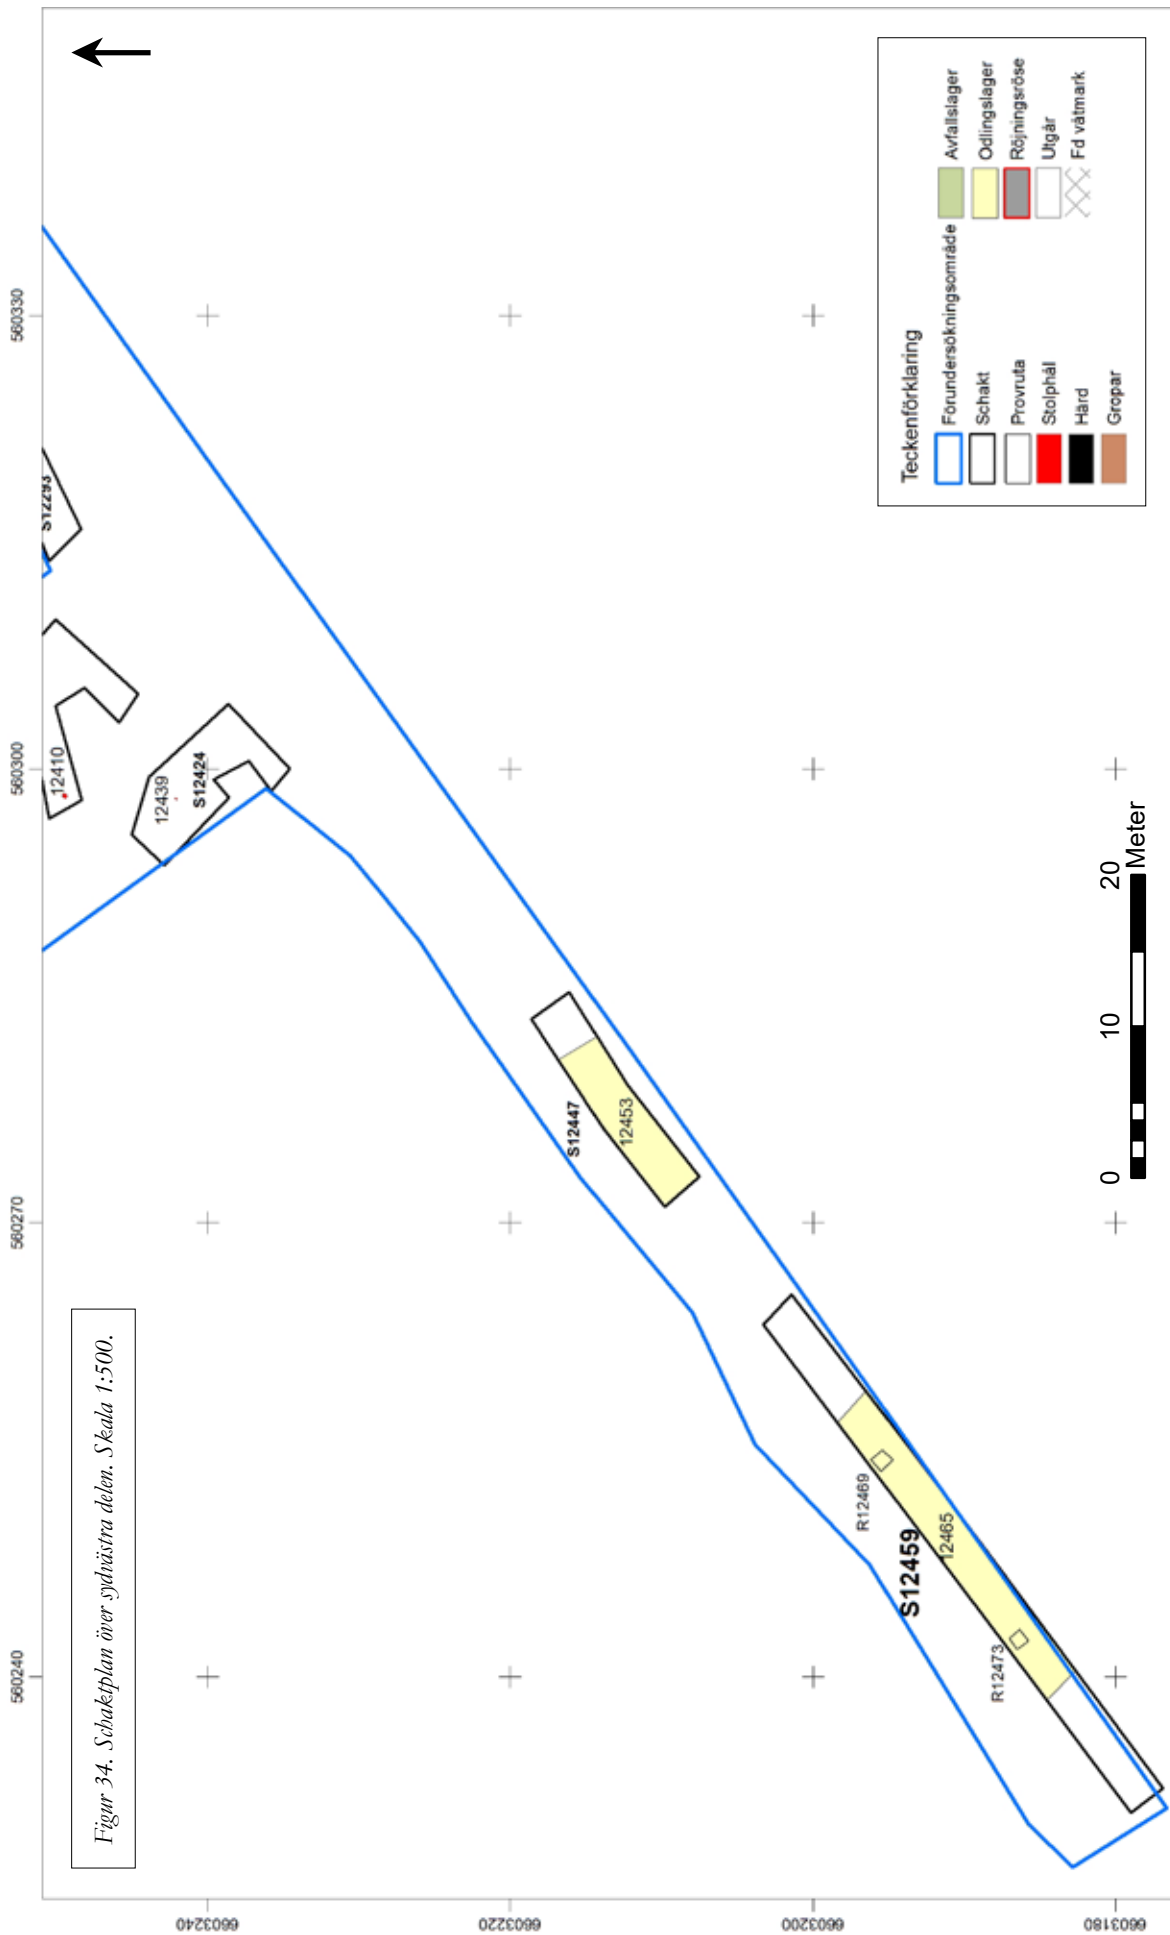 Figur 34. Schaktplan över sydvästra delen. Skala 1:500.
560240
560270
560300
560330
6603240
6603220
6603200
6603180
S12293
12410
12439
S12424
S12447
12453
R12469
S12459
12465
R12473
0
10
20
Meter
Teckenförklaring
Förundersökningsområde
Schakt
Provruta
Stolphål
Härd
Gropar
Avfallslager
Odlingslager
Röjningsröse
Utgår
Fd våtmark